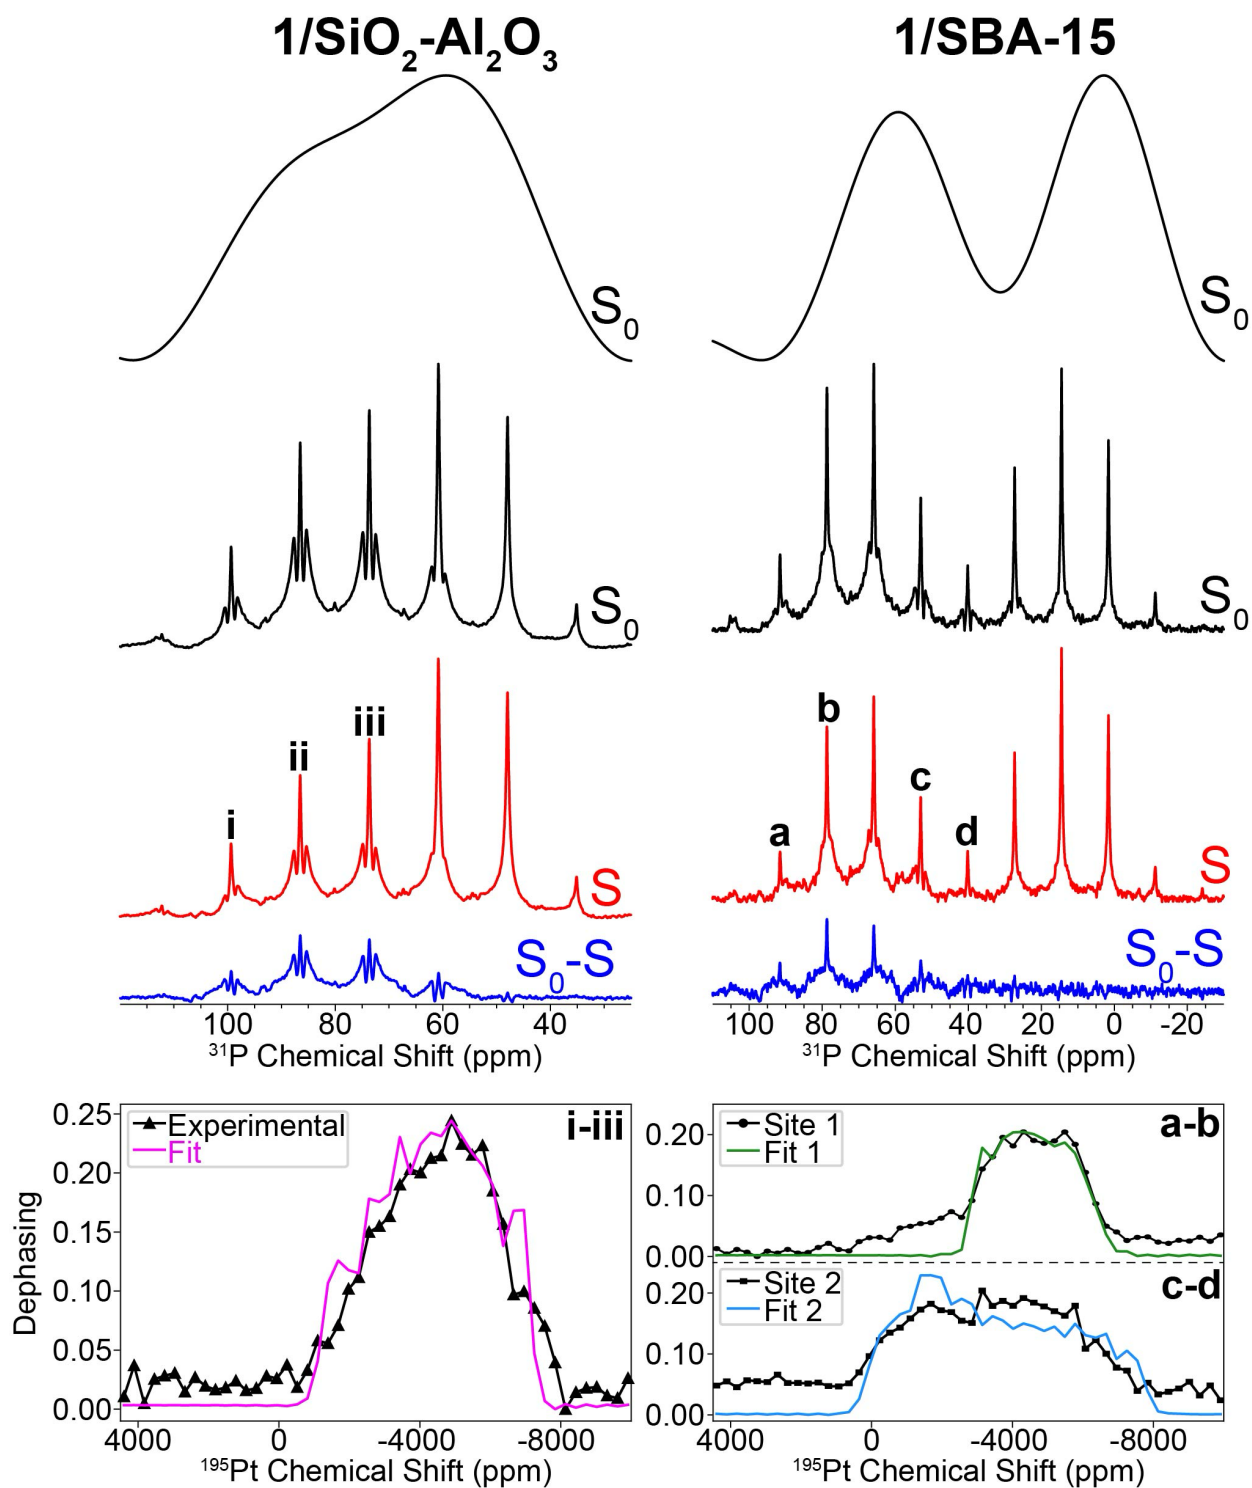 1/SiO₂-Al₂O₃
1/SBA-15
S₀
S₀
S₀
S₀
i
ii
iii
S
a
b
c
d
S
S₀-S
S₀-S
100 80 60 40
³¹P Chemical Shift (ppm)
100 80 60 40 20 0 -20
³¹P Chemical Shift (ppm)
Dephasing
0.25
0.20
0.15
0.10
0.05
0.00
Experimental
Fit
i-iii
4000 0 -4000 -8000
¹⁹⁵Pt Chemical Shift (ppm)
0.20
0.10
0.00
Site 1
Fit 1
a-b
0.20
0.10
0.00
Site 2
Fit 2
c-d
4000 0 -4000 -8000
¹⁹⁵Pt Chemical Shift (ppm)